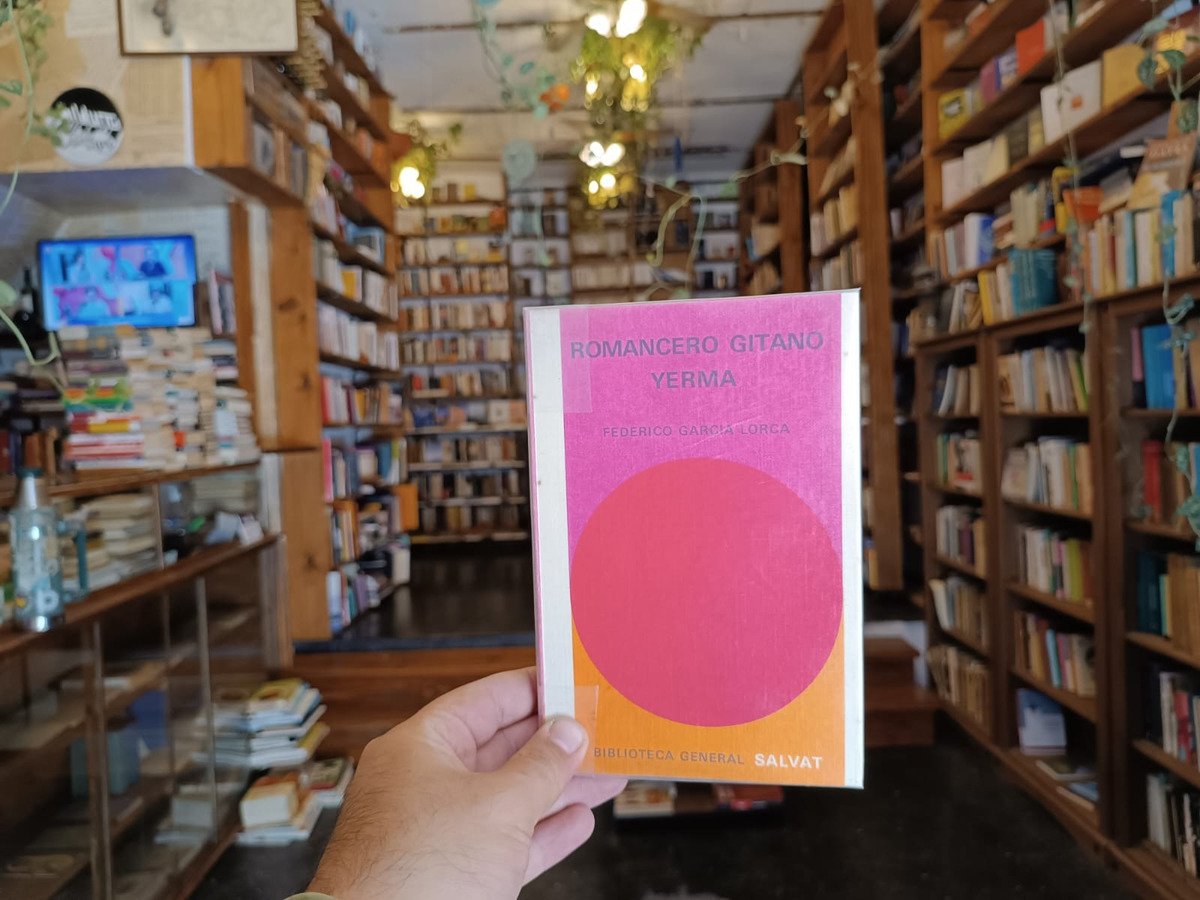 ROMANCERO GITANO
YERMA
FEDERICO GARCIA LORCA
BIBLIOTECA GENERAL SALVAT